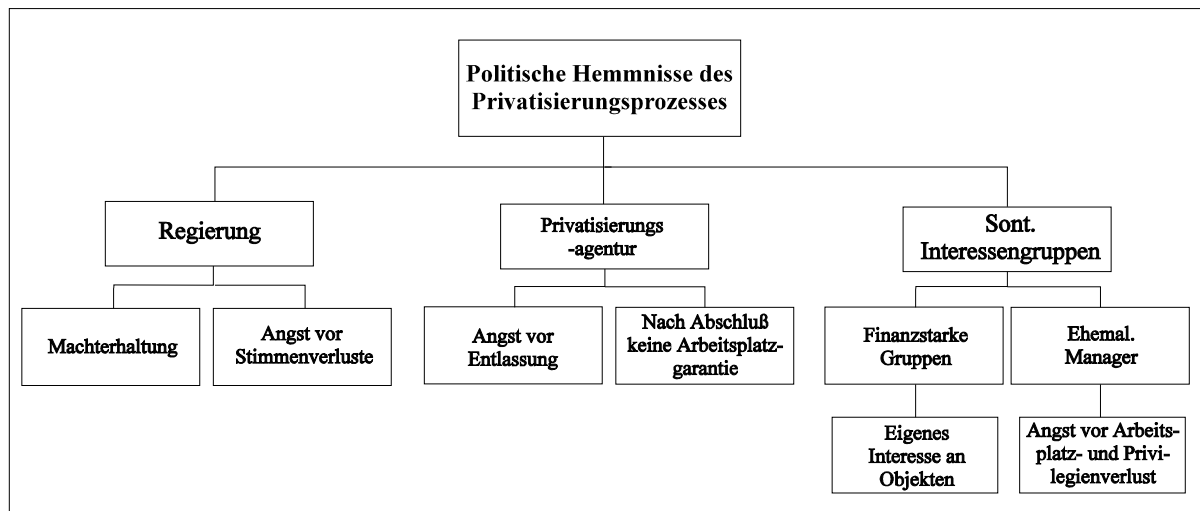 Politische Hemmnisse des
Privatisierungsprozesses
Regierung
Privatisierungs
-agentur
Sont.
Interessengruppen
Machterhaltung
Angst vor
Stimmenverluste
Angst vor
Entlassung
Nach Abschluß
keine Arbeitsplatz-
garantie
Finanzstarke
Gruppen
Ehemal.
Manager
Eigenes
Interesse an
Objekten
Angst vor Arbeits-
platz- und Privi-
legienverlust